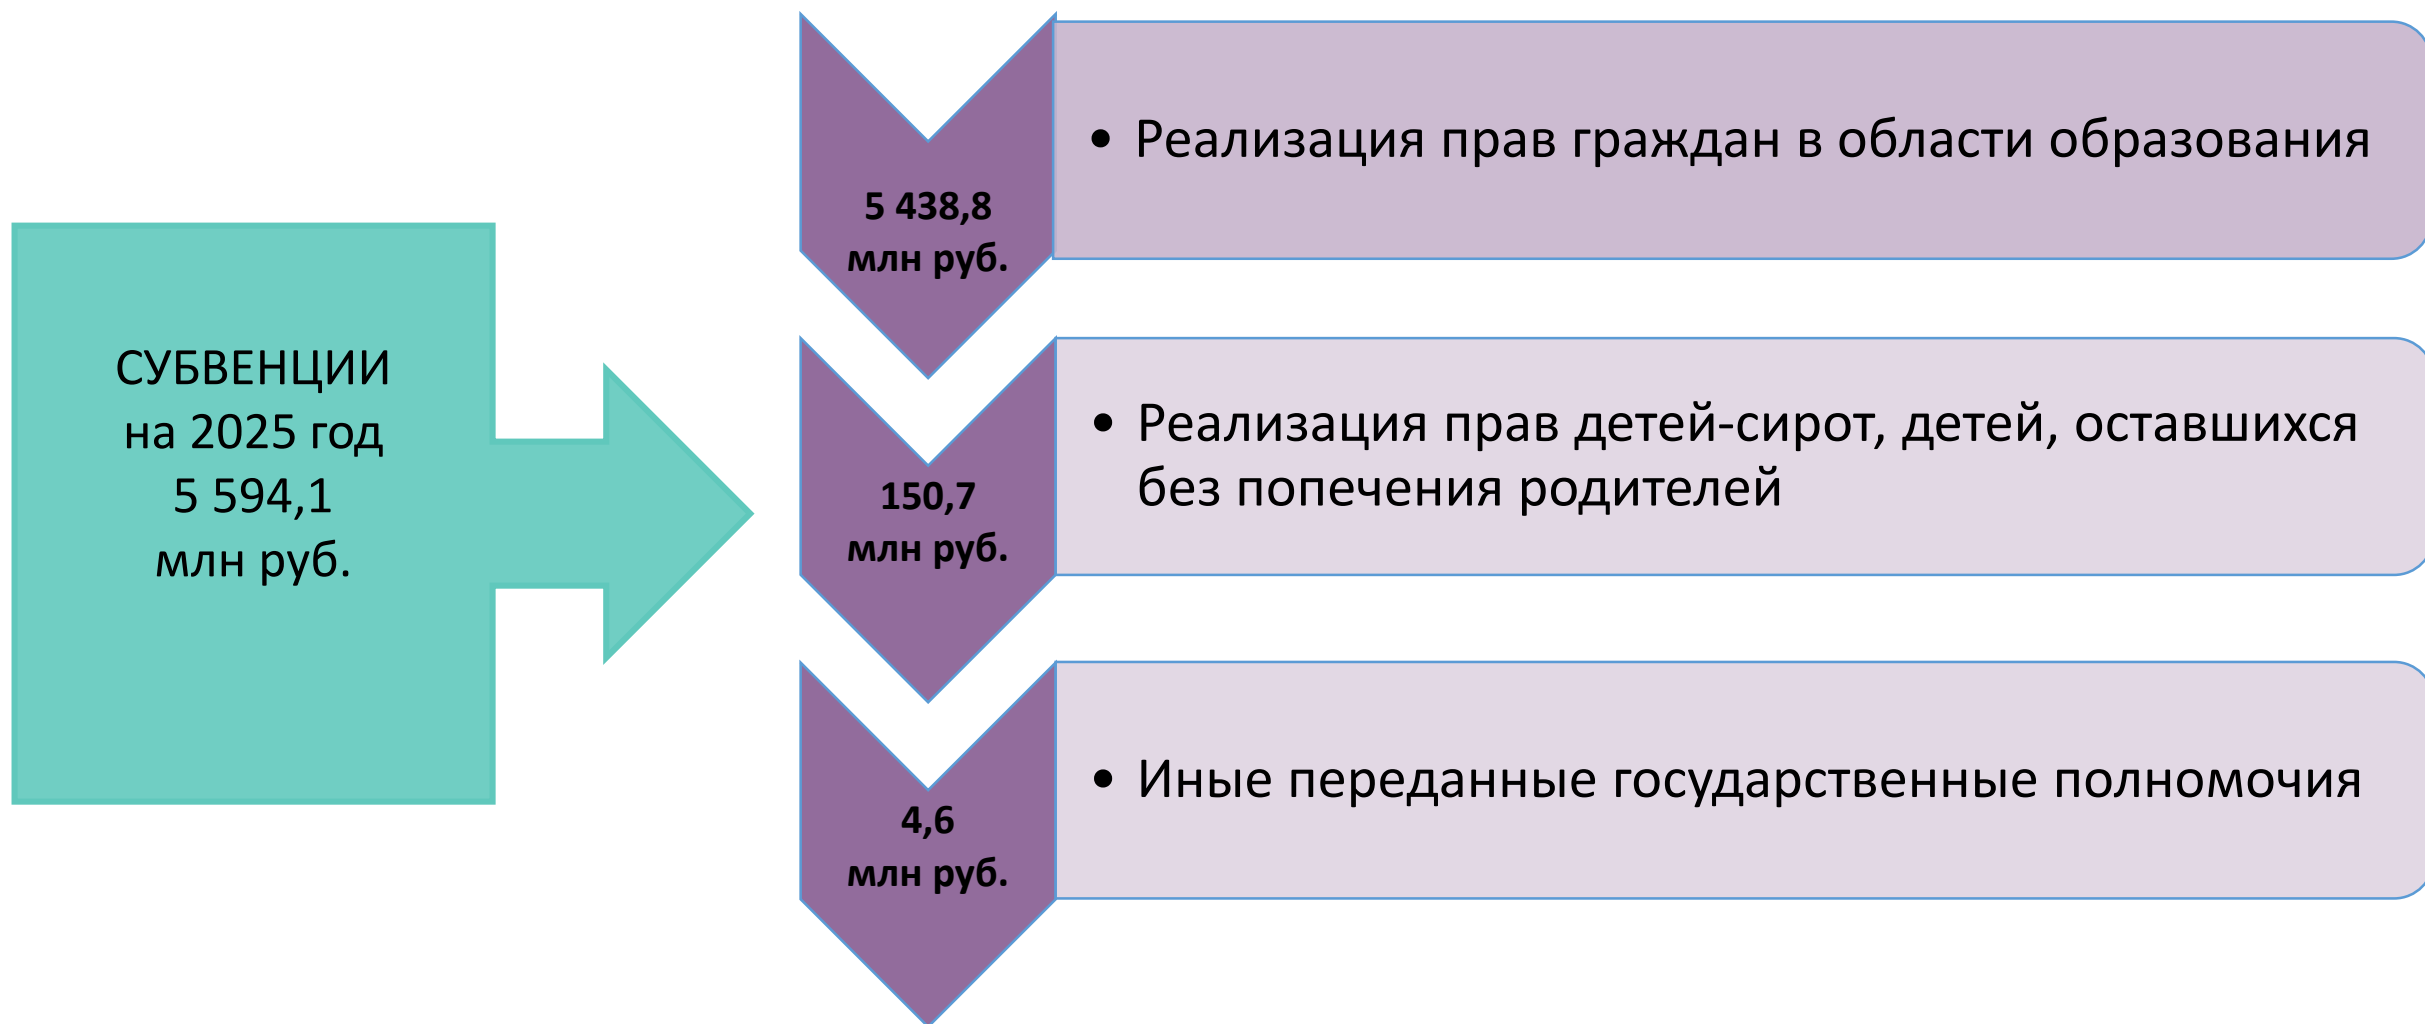 СУБВЕНЦИИ
на 2025 год
5 594,1
млн руб.
5 438,8
млн руб.
• Реализация прав граждан в области образования
150,7
млн руб.
• Реализация прав детей-сирот, детей, оставшихся
без попечения родителей
4,6
млн руб.
• Иные переданные государственные полномочия